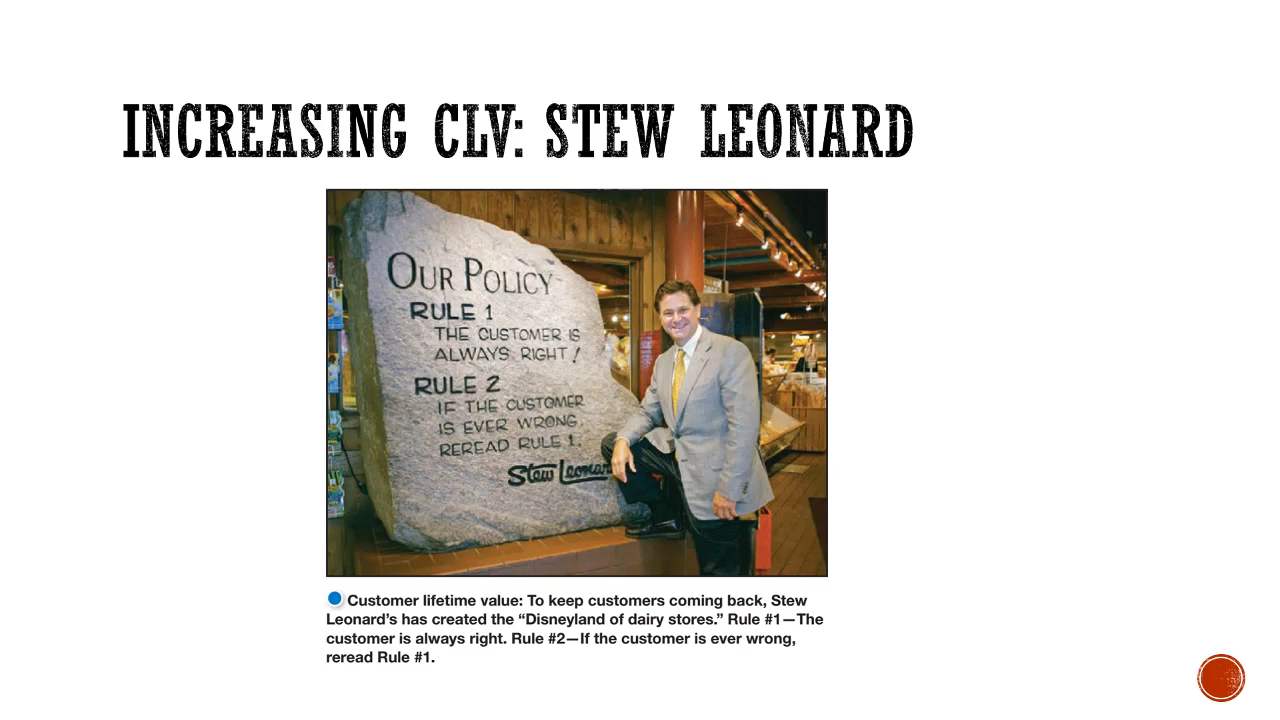 INCREASING CLV: STEW LEONARD
OUR POLICY
RULE 1
THE CUSTOMER IS
ALWAYS RIGHT!
RULE 2
IF THE CUSTOMER
IS EVER WRONG,
REREAD RULE 1.
Stew Leonar
Customer lifetime value: To keep customers coming back, Stew
Leonard’s has created the “Disneyland of dairy stores.” Rule #1—The
customer is always right. Rule #2—If the customer is ever wrong,
reread Rule #1.